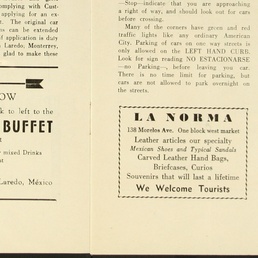 omplying with Cust-
applying for an ex-
The original car
can be extended
if application is duty
Laredo, Monterrey,
glad to make these
OW
k to left to the
BUFFET
mixed Drinks
Laredo, México
—Stop—indicate that you are approaching
a right of way, and should look out for cars
before crossing.
Many of the corners have green and red
traffic lights like any ordinary American
City. Parking of cars on one way streets
is only allowed on the LEFT HAND CURB.
Look for sign reading NO ESTACIONARSE
—no Parking—, before leaving you car.
There is no time limit for parking, but
cars are not allowed to park overnight on
the streets.
LA NORMA
138 Morelos Ave. One block west market
Leather articles our specialty
Mexican Shoes and Typical Sandals
Carved Leather Hand Bags,
Briefcases, Curios
Souvenirs that will last a lifetime
We Welcome Tourists